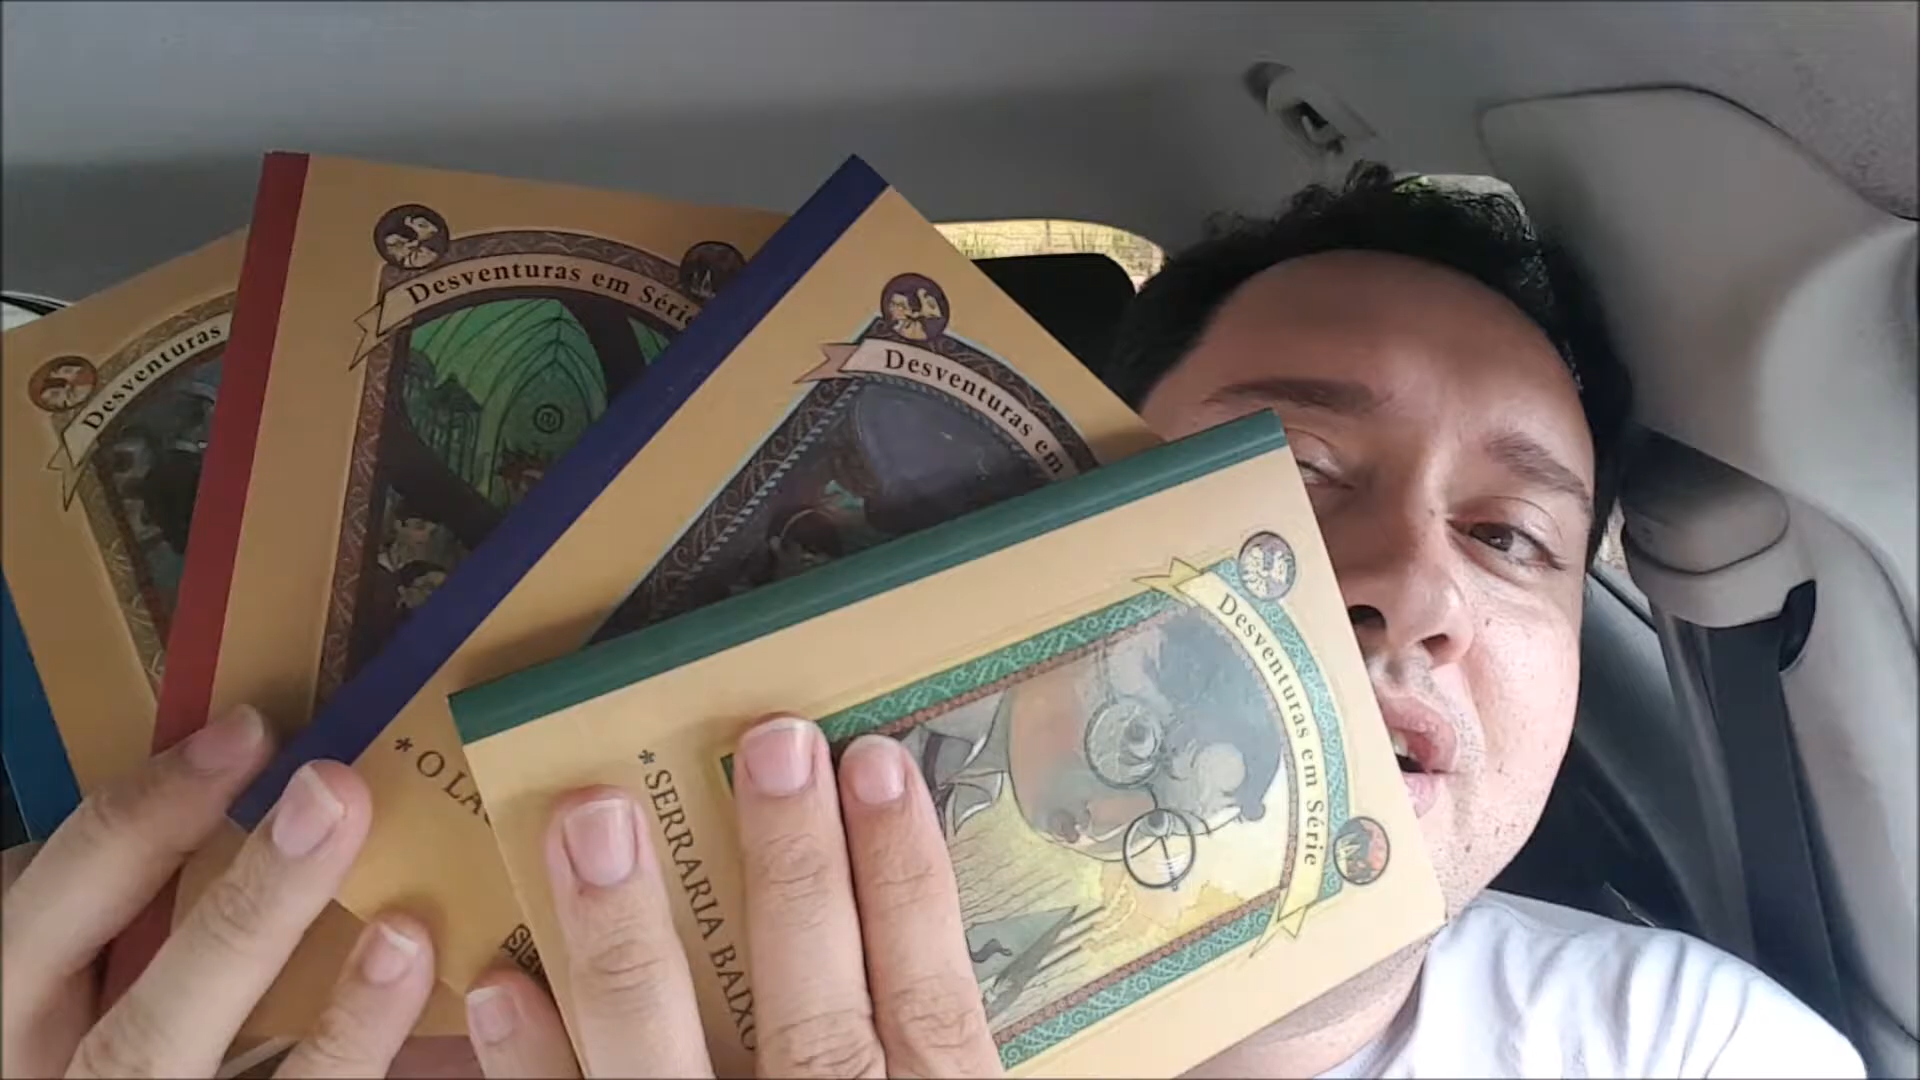 Desventuras
Desventuras em Série
Desventuras em
* O LA
Desventuras em Série
* SERRARIA BAIXO